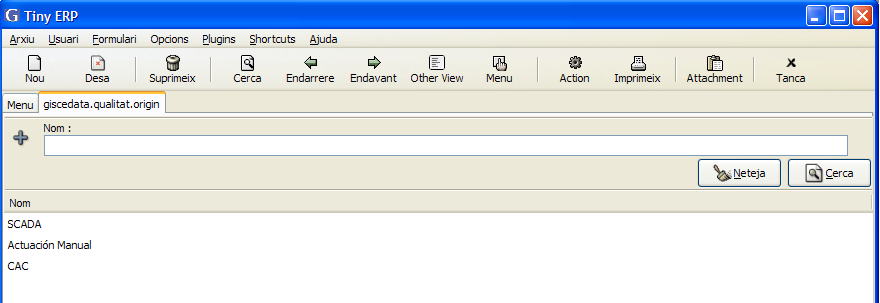 G Tiny ERP
Arxiu Usuari Formulari Opcions Plugins Shortcuts Ajuda
Nou Desa Suprimeix Cerca Endarrere Endavant Other View Menu Action Imprimeix Attachment Tanca
Menu giscedata.qualitat.origin
Nom :
Neteja Cerca
Nom
SCADA
Actuación Manual
CAC